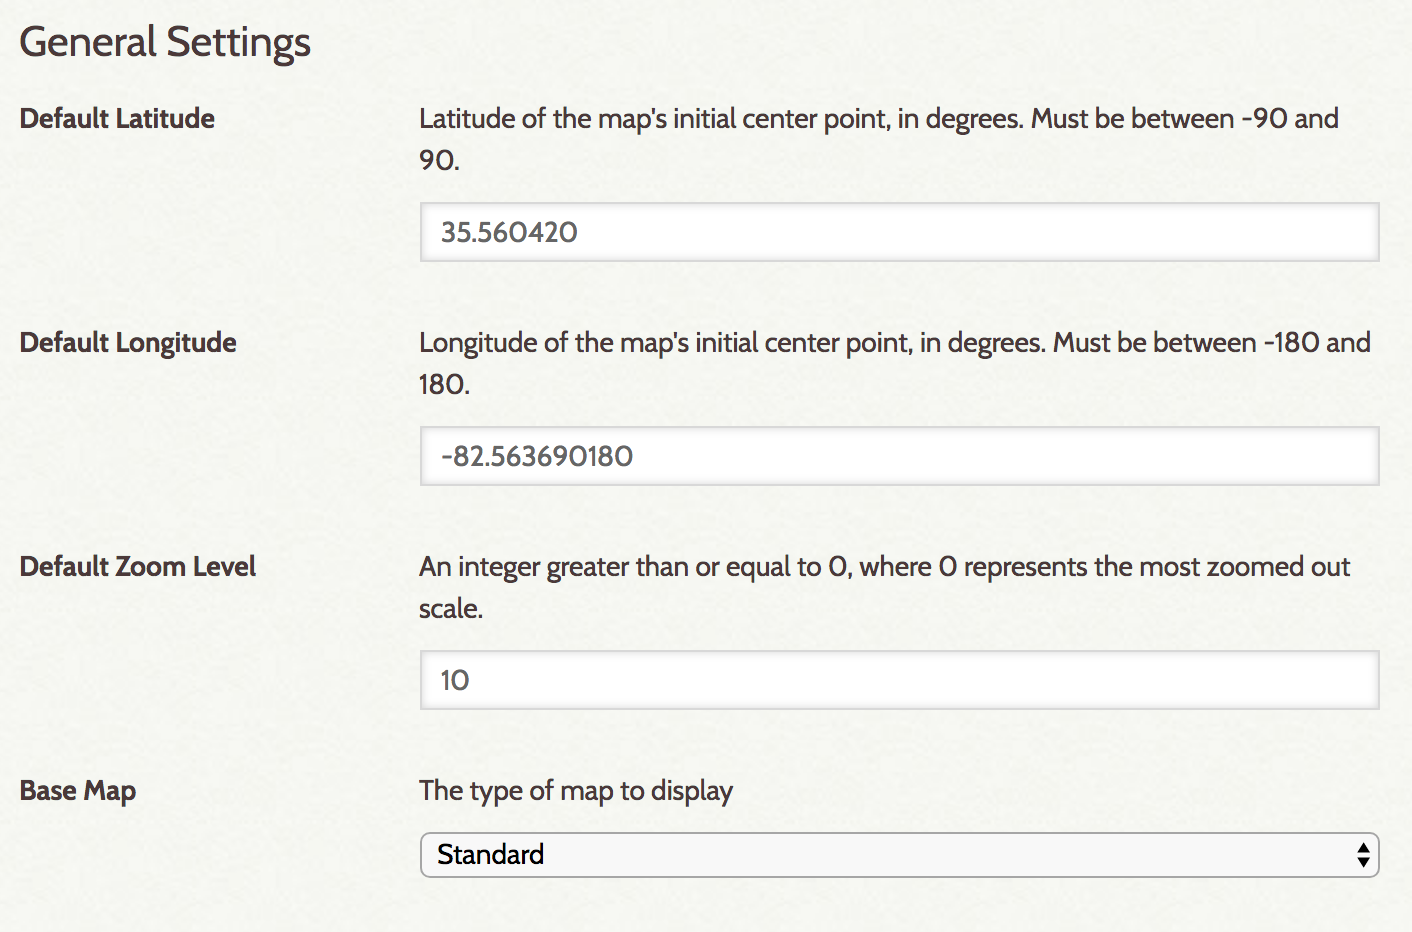 General Settings
Default Latitude
Latitude of the map's initial center point, in degrees. Must be between -90 and
90.
35.560420
Default Longitude
Longitude of the map's initial center point, in degrees. Must be between -180 and
180.
-82.563690180
Default Zoom Level
An integer greater than or equal to 0, where 0 represents the most zoomed out
scale.
10
Base Map
The type of map to display
Standard